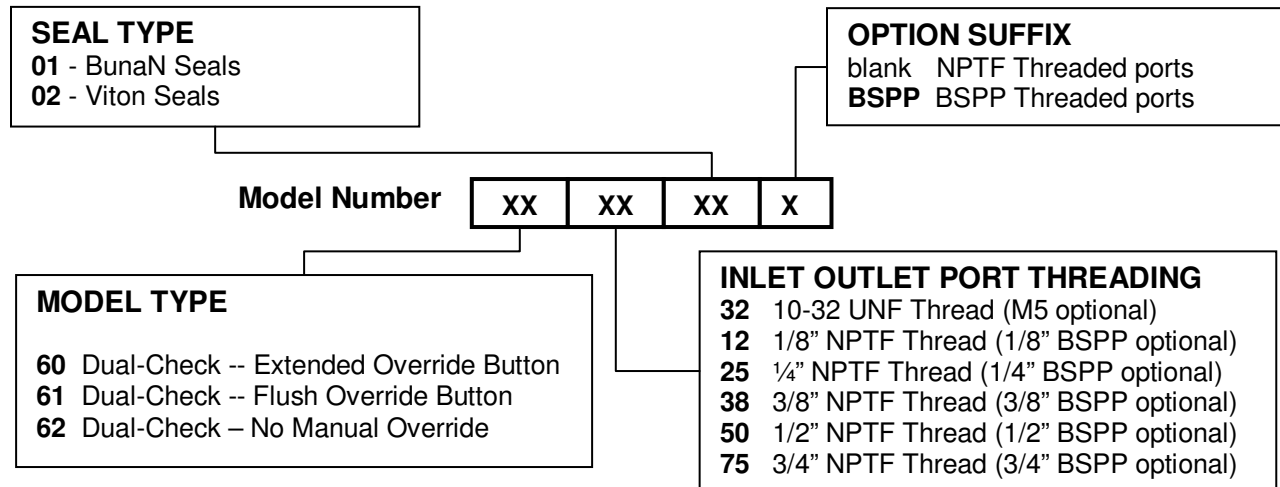 SEAL TYPE
01 - BunaN Seals
02 - Viton Seals
OPTION SUFFIX
blank NPTF Threaded ports
BSPP BSPP Threaded ports
Model Number XX XX XX X
MODEL TYPE
60 Dual-Check -- Extended Override Button
61 Dual-Check -- Flush Override Button
62 Dual-Check – No Manual Override
INLET OUTLET PORT THREADING
32 10-32 UNF Thread (M5 optional)
12 1/8” NPTF Thread (1/8” BSPP optional)
25 ¼” NPTF Thread (1/4” BSPP optional)
38 3/8” NPTF Thread (3/8” BSPP optional)
50 1/2” NPTF Thread (1/2” BSPP optional)
75 3/4” NPTF Thread (3/4” BSPP optional)